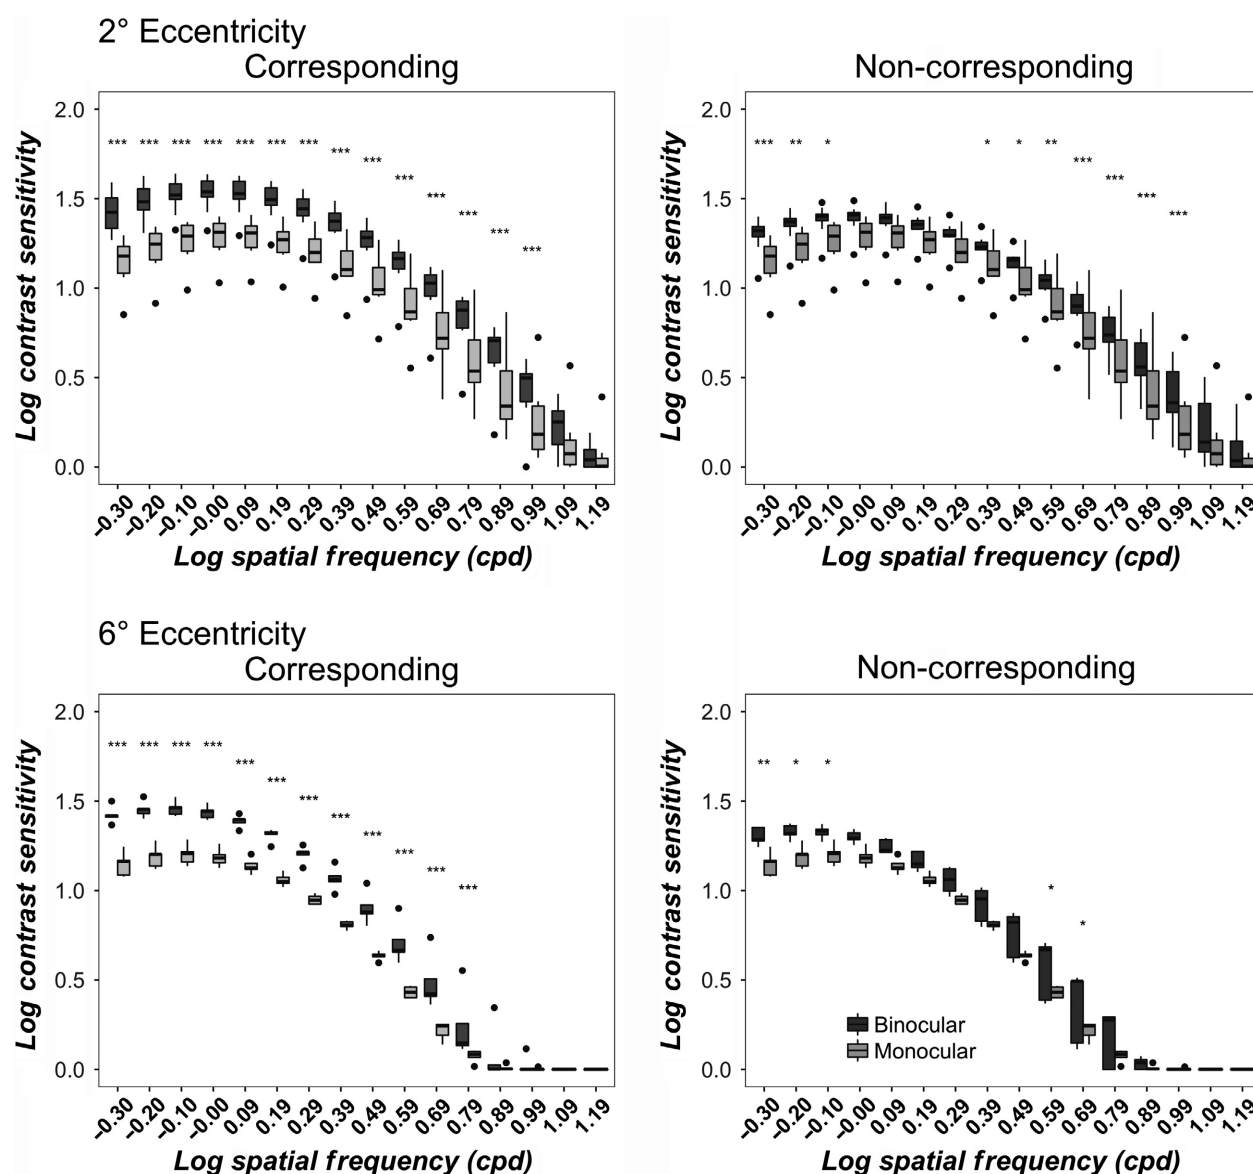 2° Eccentricity
Corresponding
Non-corresponding
Log contrast sensitivity
2.0
1.5
1.0
0.5
0.0
*** *** *** *** *** *** *** *** *** *** *** *** *** ***
−0.30 −0.20 −0.10 −0.00 0.09 0.19 0.29 0.39 0.49 0.59 0.69 0.79 0.89 0.99 1.09 1.19
Log spatial frequency (cpd)
Log contrast sensitivity
2.0
1.5
1.0
0.5
0.0
*** ** * * * ** *** *** *** ***
−0.30 −0.20 −0.10 −0.00 0.09 0.19 0.29 0.39 0.49 0.59 0.69 0.79 0.89 0.99 1.09 1.19
Log spatial frequency (cpd)
6° Eccentricity
Corresponding
Non-corresponding
Log contrast sensitivity
2.0
1.5
1.0
0.5
0.0
*** *** *** *** *** *** *** *** *** *** *** ***
−0.30 −0.20 −0.10 −0.00 0.09 0.19 0.29 0.39 0.49 0.59 0.69 0.79 0.89 0.99 1.09 1.19
Log spatial frequency (cpd)
Log contrast sensitivity
2.0
1.5
1.0
0.5
0.0
** * * * *
Binocular
Monocular
−0.30 −0.20 −0.10 −0.00 0.09 0.19 0.29 0.39 0.49 0.59 0.69 0.79 0.89 0.99 1.09 1.19
Log spatial frequency (cpd)